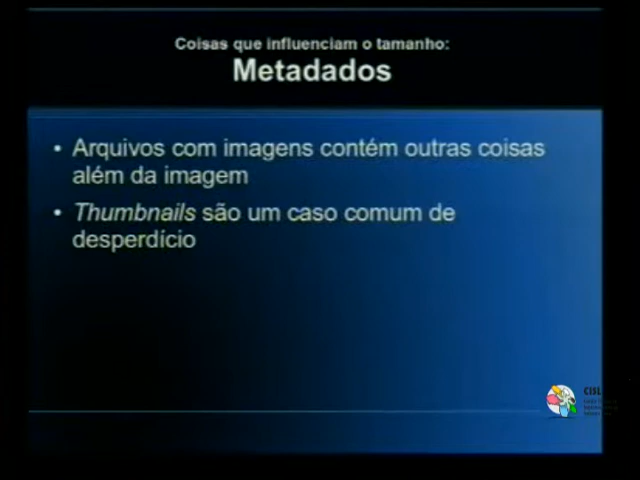 Coisas que influenciam o tamanho:
Metadados
• Arquivos com imagens contém outras coisas
além da imagem
• Thumbnails são um caso comum de
desperdício
CISL